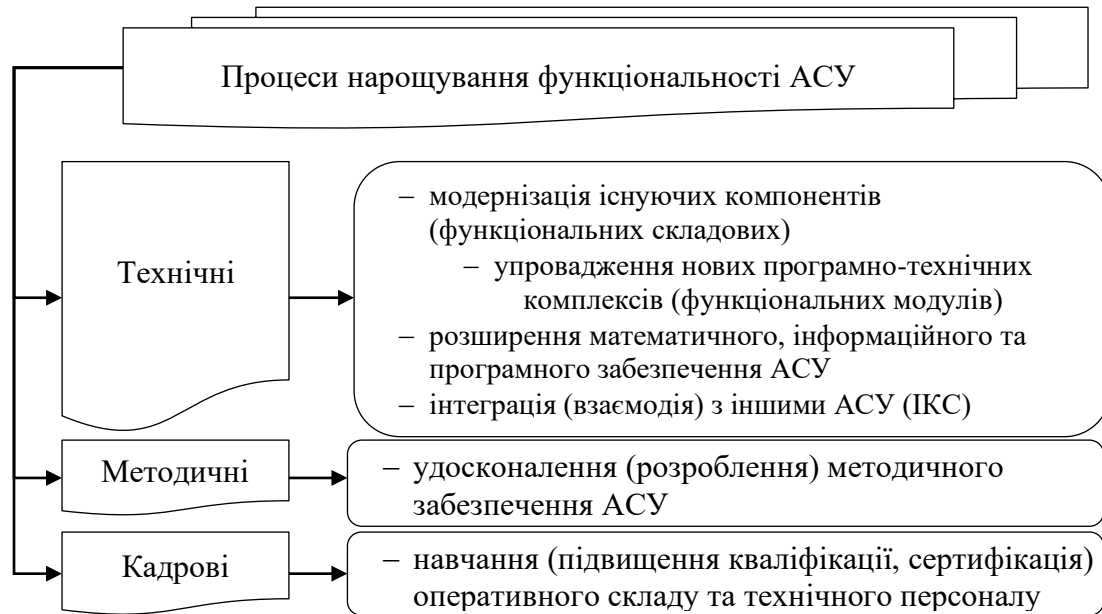 Процеси нарощування функціональності АСУ
Технічні
– модернізація існуючих компонентів
(функціональних складових)
– упровадження нових програмно-технічних
комплексів (функціональних модулів)
– розширення математичного, інформаційного та
програмного забезпечення АСУ
– інтеграція (взаємодія) з іншими АСУ (ІКС)
Методичні
– удосконалення (розроблення) методичного
забезпечення АСУ
Кадрові
– навчання (підвищення кваліфікації, сертифікація)
оперативного складу та технічного персоналу